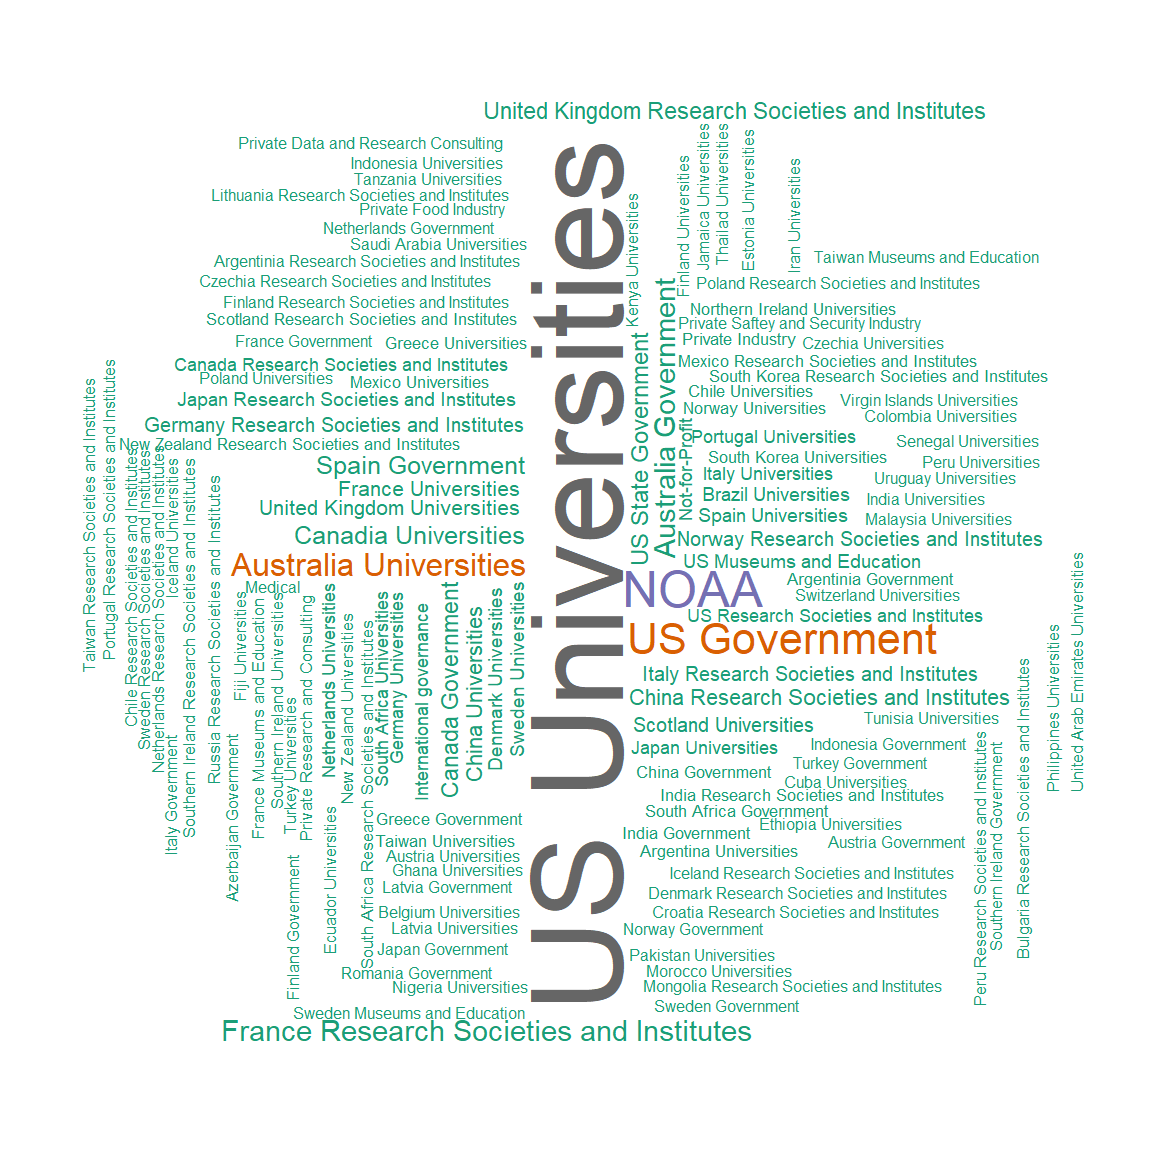 United Kingdom Research Societies and Institutes
Private Data and Research Consulting
Indonesia Universities
Tanzania Universities
Lithuania Research Societies and Institutes
Private Food Industry
Netherlands Government
Saudi Arabia Universities
Argentinia Research Societies and Institutes
Czechia Research Societies and Institutes
Finland Research Societies and Institutes
Scotland Research Societies and Institutes
France Government
Greece Universities
Canada Research Societies and Institutes
Poland Universities
Mexico Universities
Japan Research Societies and Institutes
Germany Research Societies and Institutes
New Zealand Research Societies and Institutes
Spain Government
France Universities
United Kingdom Universities
Canadia Universities
Australia Universities
Medical
Taiwan Research Societies and Institutes
Portugal Research Societies and Institutes
Chile Research Societies and Institutes
Sweden Research Societies and Institutes
Netherlands Research Societies and Institutes
Iceland Universities
Italy Government
Southern Ireland Research Societies and Institutes
Russia Research Societies and Institutes
Azerbaijan Government
Fiji Universities
France Museums and Education
Southern Ireland Universities
Turkey Universities
Finland Government
Private Research and Consulting
Netherlands Universities
Ecuador Universities
New Zealand Universities
South Africa Research Societies and Institutes
South Africa Universities
Germany Universities
International governance
Canada Government
China Universities
Denmark Universities
Sweden Universities
Greece Government
Taiwan Universities
Austria Universities
Ghana Universities
Latvia Government
Belgium Universities
Latvia Universities
Japan Government
Romania Government
Nigeria Universities
Sweden Museums and Education
France Research Societies and Institutes
US Universities
Kenya Universities
US State Government
Australia Government
Finland Universities
Not-for-Profit
Jamaica Universities
Thailad Universities
Estonia Universities
Iran Universities
Taiwan Museums and Education
Poland Research Societies and Institutes
Northern Ireland Universities
Private Saftey and Security Industry
Private Industry
Czechia Universities
Mexico Research Societies and Institutes
South Korea Research Societies and Institutes
Chile Universities
Virgin Islands Universities
Norway Universities
Colombia Universities
Portugal Universities
Senegal Universities
South Korea Universities
Peru Universities
Italy Universities
Uruguay Universities
Brazil Universities
India Universities
Spain Universities
Malaysia Universities
Norway Research Societies and Institutes
US Museums and Education
NOAA
Argentinia Government
Switzerland Universities
US Research Societies and Institutes
US Government
Italy Research Societies and Institutes
China Research Societies and Institutes
Tunisia Universities
Scotland Universities
Indonesia Government
Japan Universities
Turkey Government
China Government
Cuba Universities
India Research Societies and Institutes
South Africa Government
Ethiopia Universities
India Government
Austria Government
Argentina Universities
Iceland Research Societies and Institutes
Denmark Research Societies and Institutes
Croatia Research Societies and Institutes
Norway Government
Pakistan Universities
Morocco Universities
Mongolia Research Societies and Institutes
Sweden Government
Peru Research Societies and Institutes
Southern Ireland Government
Bulgaria Research Societies and Institutes
Philippines Universities
United Arab Emirates Universities